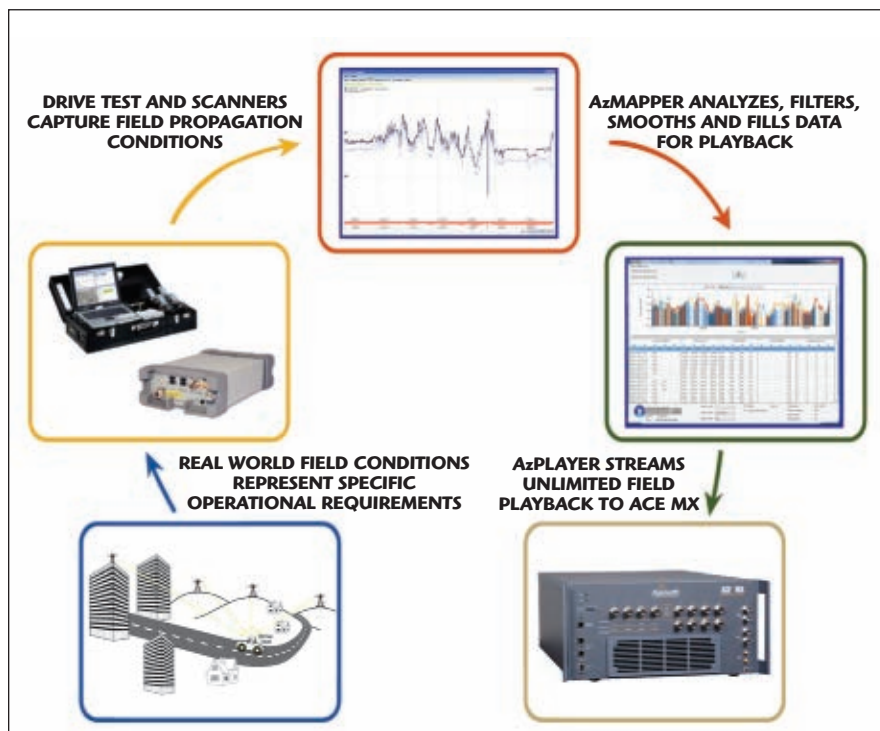 DRIVE TEST AND SCANNERS
CAPTURE FIELD PROPAGATION
CONDITIONS
AzMAPPER ANALYZES, FILTERS,
SMOOTHS AND FILLS DATA
FOR PLAYBACK
REAL WORLD FIELD CONDITIONS
REPRESENT SPECIFIC
OPERATIONAL REQUIREMENTS
AzPLAYER STREAMS
UNLIMITED FIELD
PLAYBACK TO ACE MX